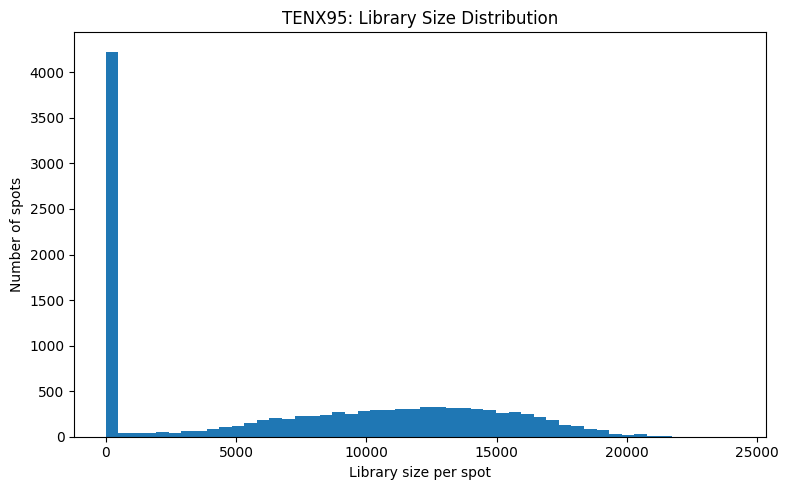 TENX95: Library Size Distribution
Number of spots
4000
3500
3000
2500
2000
1500
1000
500
0
0 5000 10000 15000 20000 25000
Library size per spot